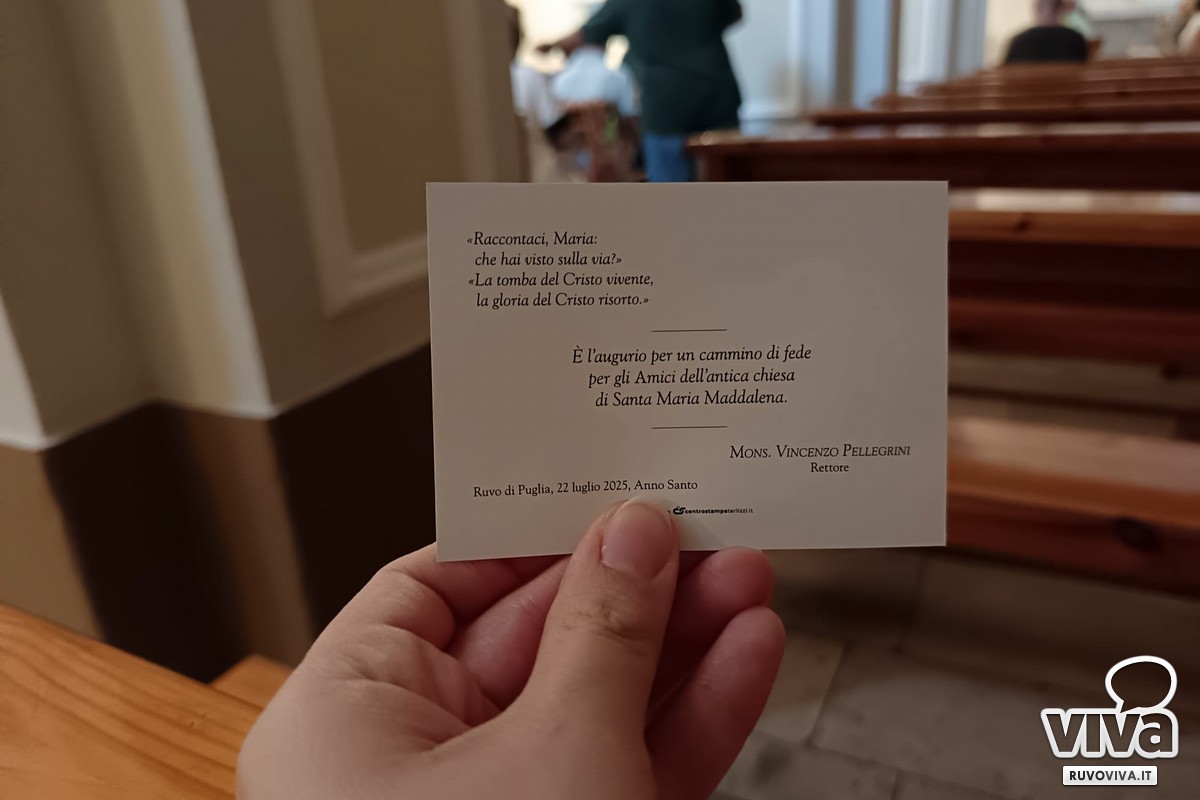 «Raccontaci, Maria:
che hai visto sulla via?»
«La tomba del Cristo vivente,
la gloria del Cristo risorto.»
È l'augurio per un cammino di fede
per gli Amici dell'antica chiesa
di Santa Maria Maddalena.
Mons. Vincenzo Pellegrini
Rettore
Ruvo di Puglia, 22 luglio 2025, Anno Santo
centrostampaterlizzi.it
viva
RUVOVIVA.IT